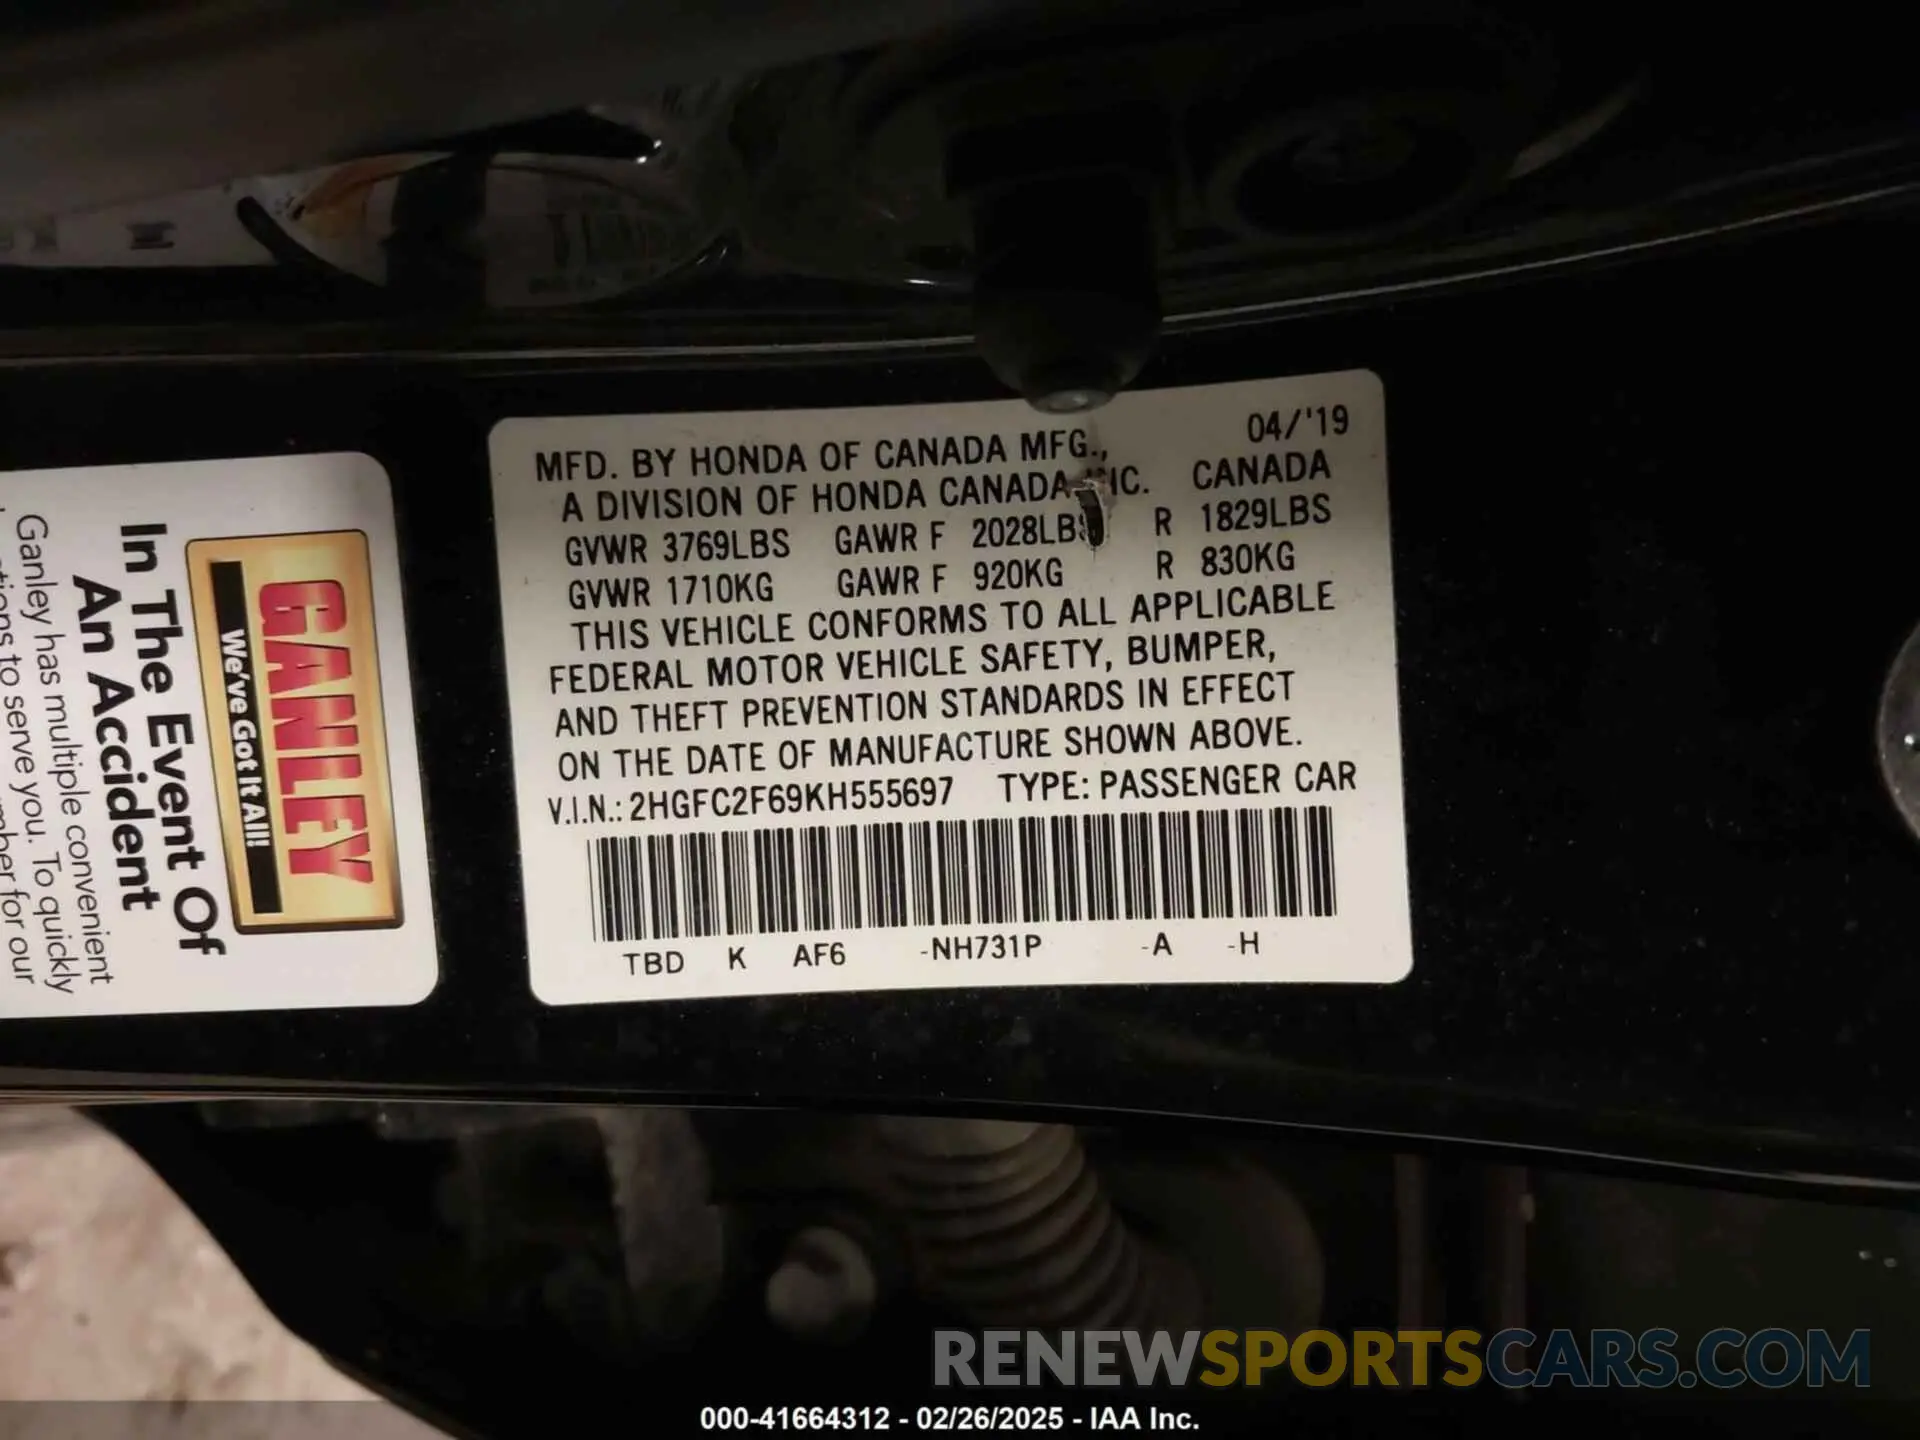 MFD. BY HONDA OF CANADA MFG., 04/'19
A DIVISION OF HONDA CANADA INC. CANADA
GVWR 3769LBS GAWR F 2028LBS R 1829LBS
GVWR 1710KG GAWR F 920KG R 830KG
THIS VEHICLE CONFORMS TO ALL APPLICABLE
FEDERAL MOTOR VEHICLE SAFETY, BUMPER,
AND THEFT PREVENTION STANDARDS IN EFFECT
ON THE DATE OF MANUFACTURE SHOWN ABOVE.
V.I.N.: 2HGFC2F69KH555697 TYPE: PASSENGER CAR
TBD K AF6 -NH731P -A -H
GANLEY
We've Got It All!
In The Event Of
An Accident
Ganley has multiple convenient
to serve you. To quickly
for our
RENEWSPORTSCARS.COM
000-41664312 - 02/26/2025 - IAA Inc.